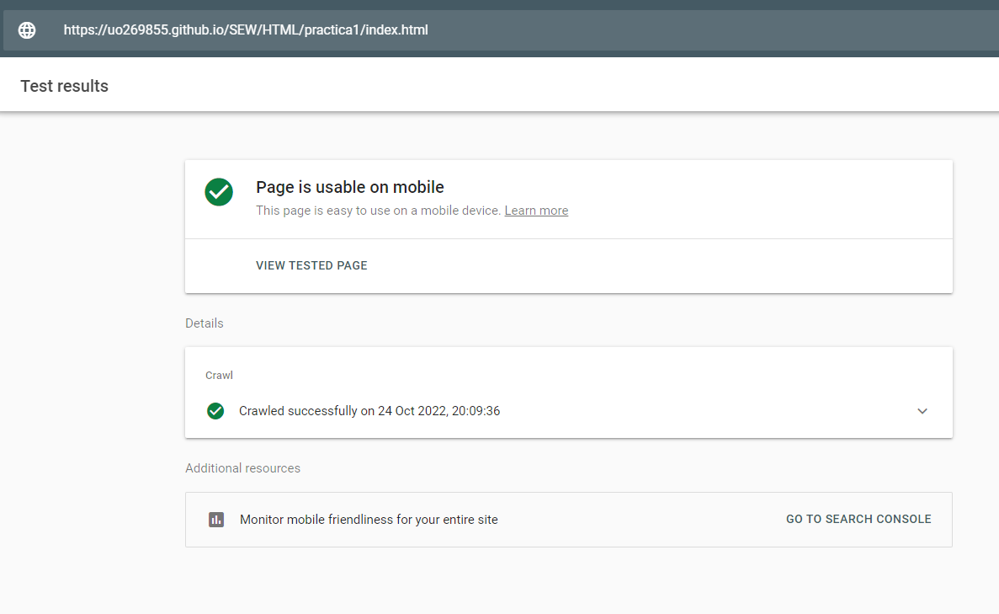 https://uo269855.github.io/SEW/HTML/practica1/index.html
Test results
Page is usable on mobile
This page is easy to use on a mobile device. Learn more
VIEW TESTED PAGE
Details
Crawl
Crawled successfully on 24 Oct 2022, 20:09:36
Additional resources
Monitor mobile friendliness for your entire site
GO TO SEARCH CONSOLE